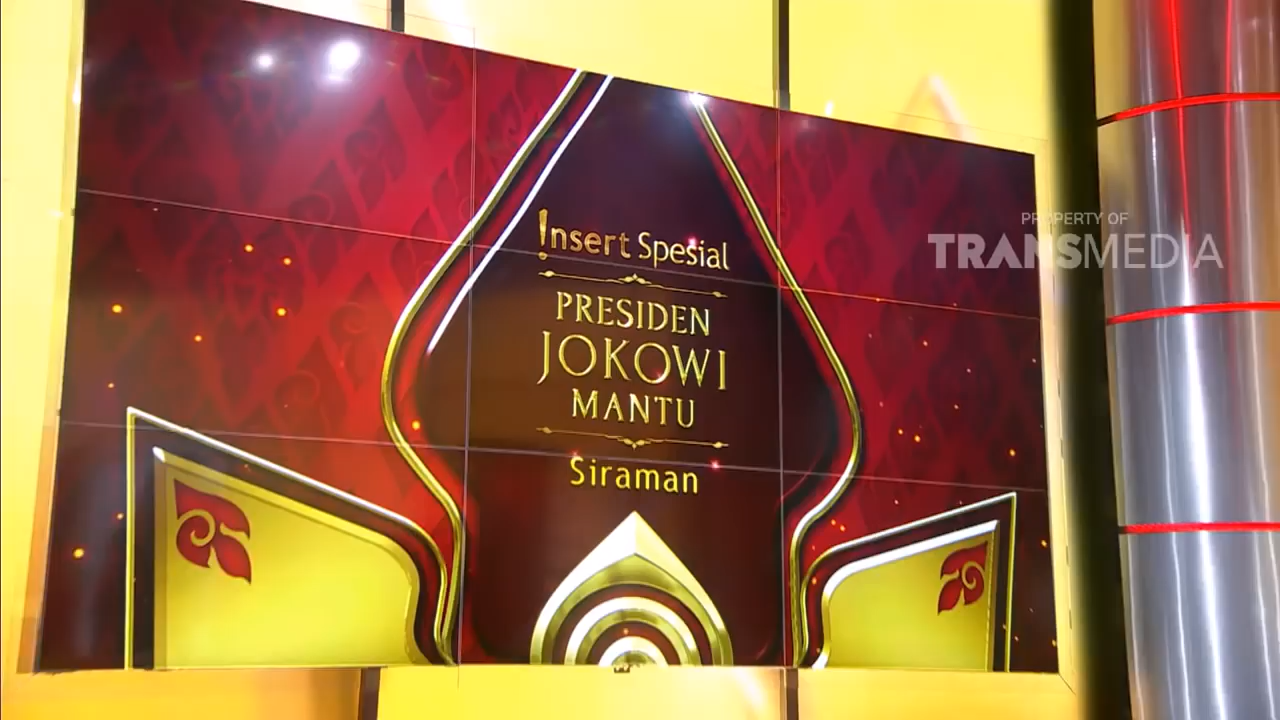 Insert Spesial
PRESIDEN
JOKOWI
MANTU
Siraman
PROPERTY OF
TRANSMEDIA